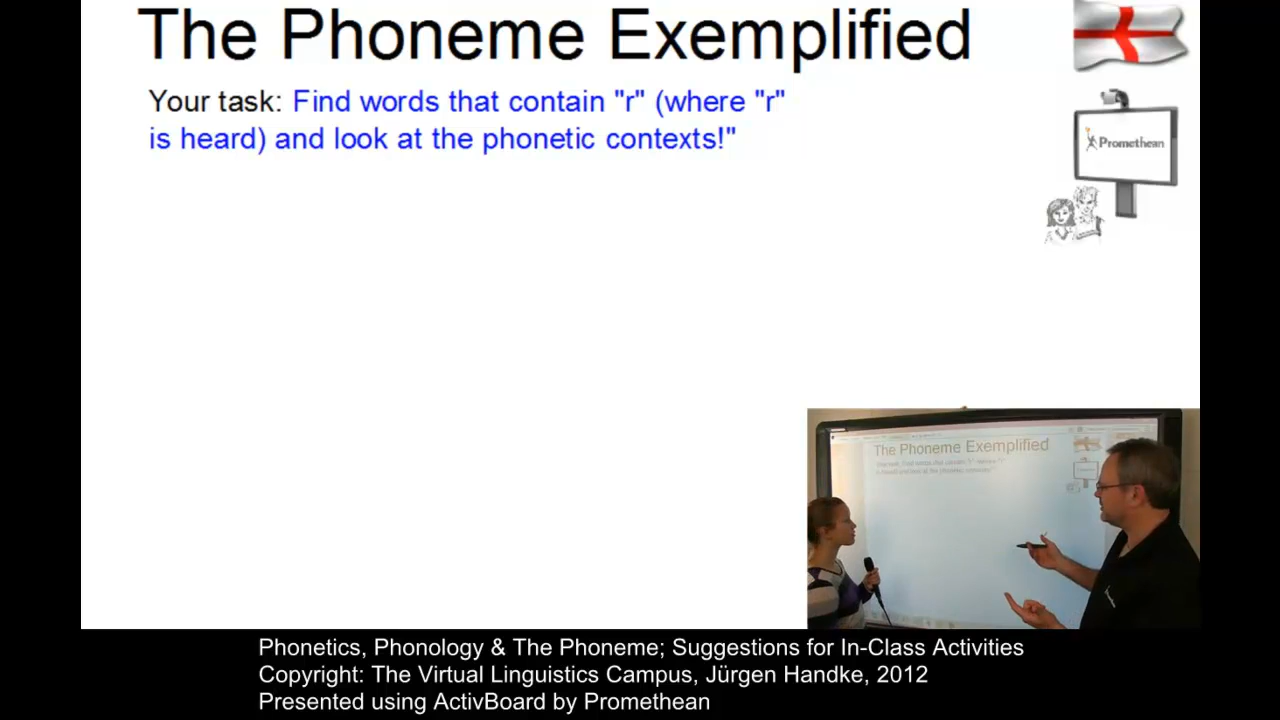 The Phoneme Exemplified
Your task: Find words that contain "r" (where "r"
is heard) and look at the phonetic contexts!"
Promethean
The Phoneme Exemplified
Phonetics, Phonology & The Phoneme; Suggestions for In-Class Activities
Copyright: The Virtual Linguistics Campus, Jürgen Handke, 2012
Presented using ActivBoard by Promethean